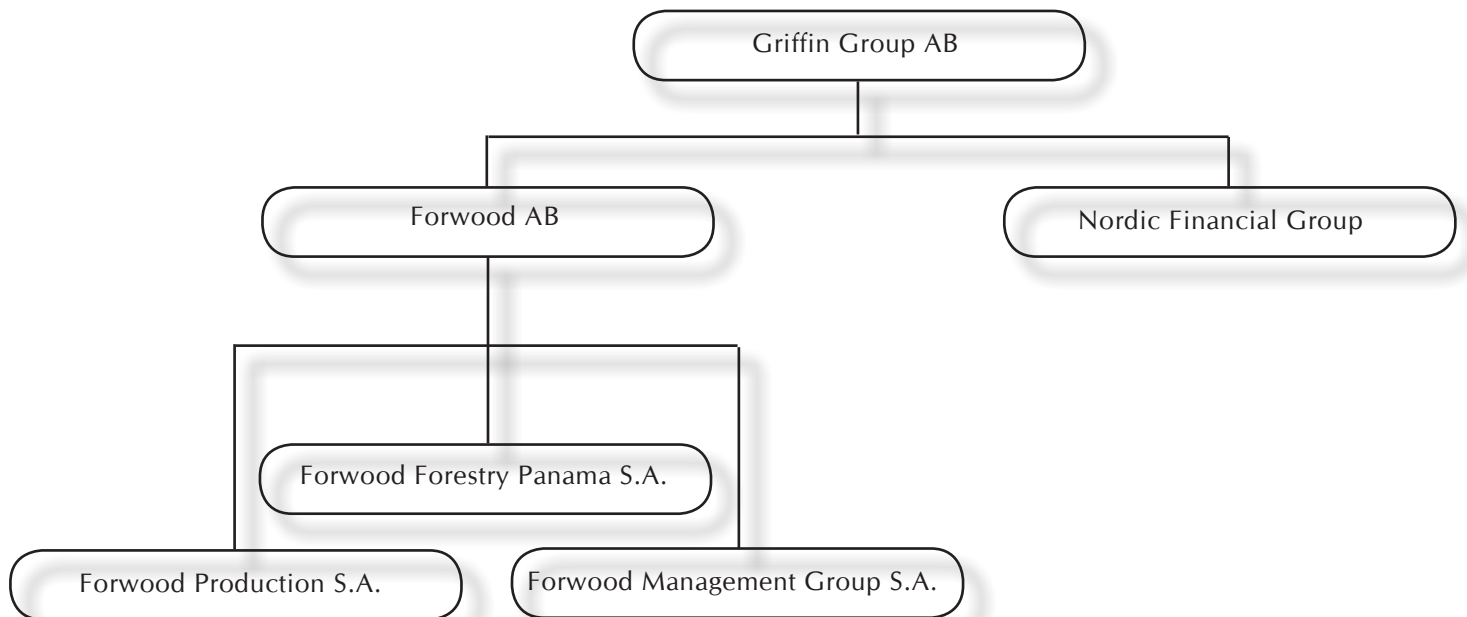 Griffin Group AB
Forwood AB
Nordic Financial Group
Forwood Forestry Panama S.A.
Forwood Production S.A.
Forwood Management Group S.A.